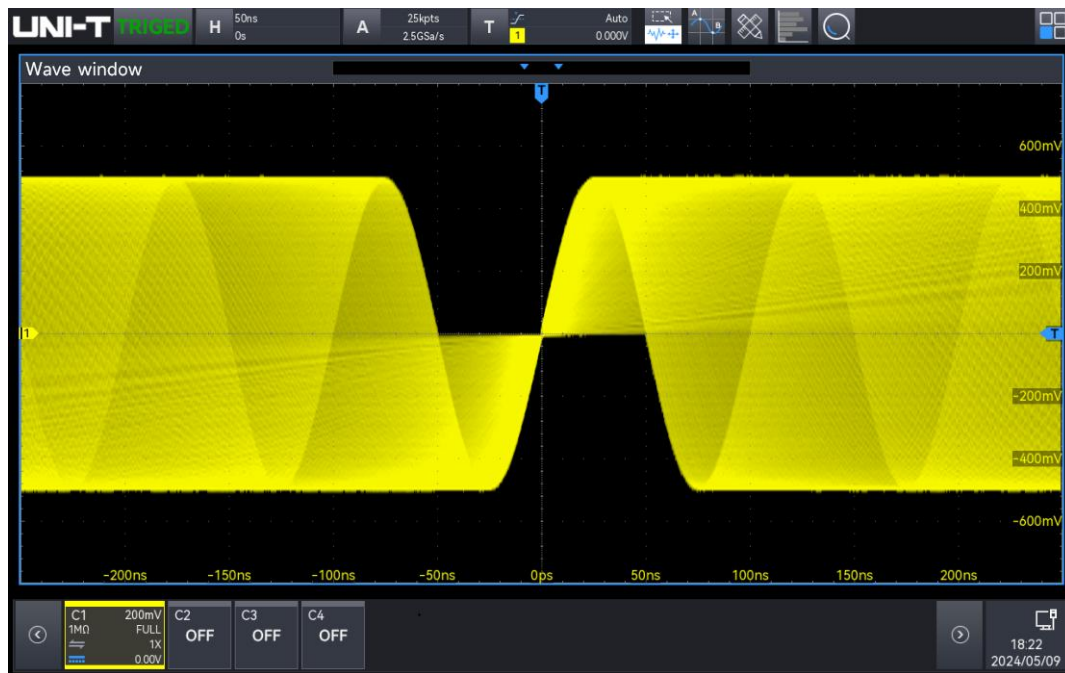 UNI-T TRIGED H 50ns 0s A 25kpts 2.5GSa/s T 1 Auto 0.000V A B
Wave window
T
600mV
400mV
200mV
1 T
-200mV
-400mV
-600mV
-200ns -150ns -100ns -50ns 0ps 50ns 100ns 150ns 200ns
C1 200mV C2 C3 C4
1MΩ FULL OFF OFF OFF
1X
0.00V
18:22
2024/05/09